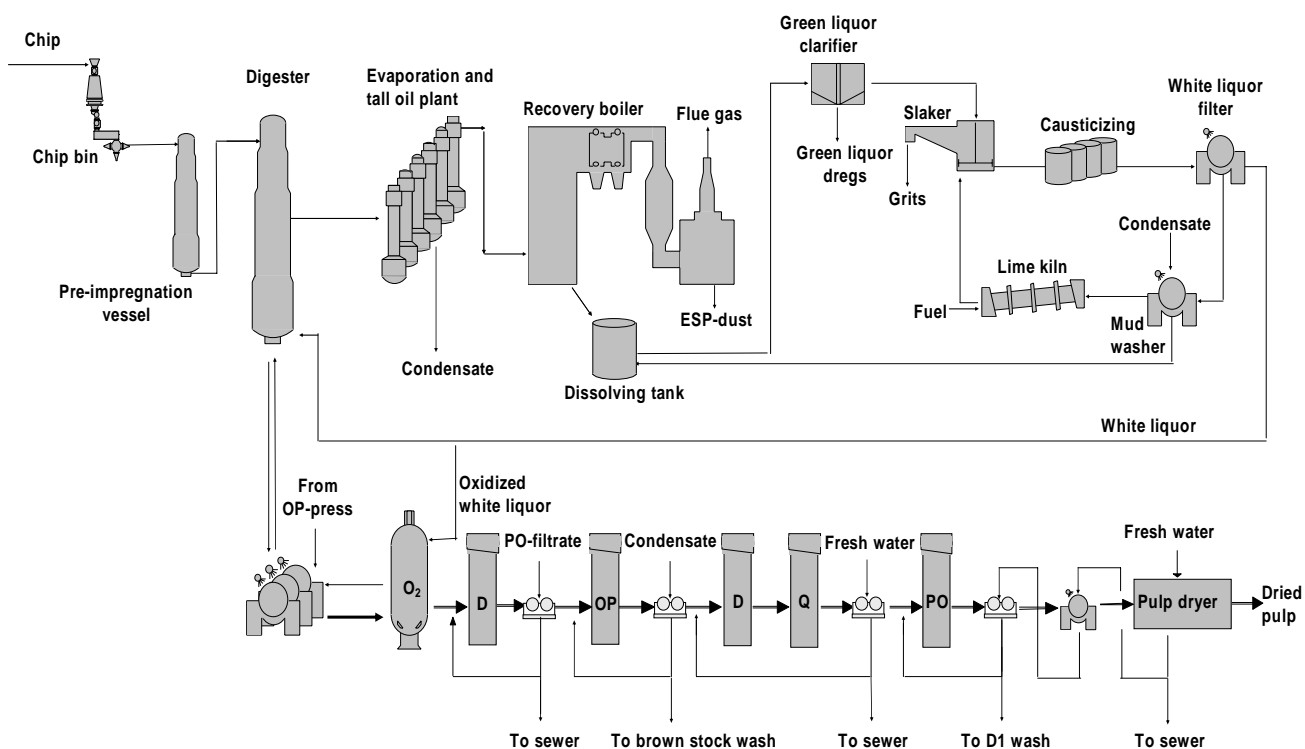 Chip
Chip bin
Pre-impregnation
vessel
Digester
Evaporation and
tall oil plant
Condensate
Recovery boiler
Flue gas
ESP-dust
Dissolving tank
Green liquor
clarifier
Green liquor
dregs
Slaker
Grits
Causticizing
White liquor
filter
Condensate
Lime kiln
Fuel
Mud
washer
White liquor
From
OP-press
Oxidized
white liquor
O2
D
PO-filtrate
OP
Condensate
D
Q
Fresh water
PO
Fresh water
Pulp dryer
Dried
pulp
To sewer
To brown stock wash
To sewer
To D1 wash
To sewer